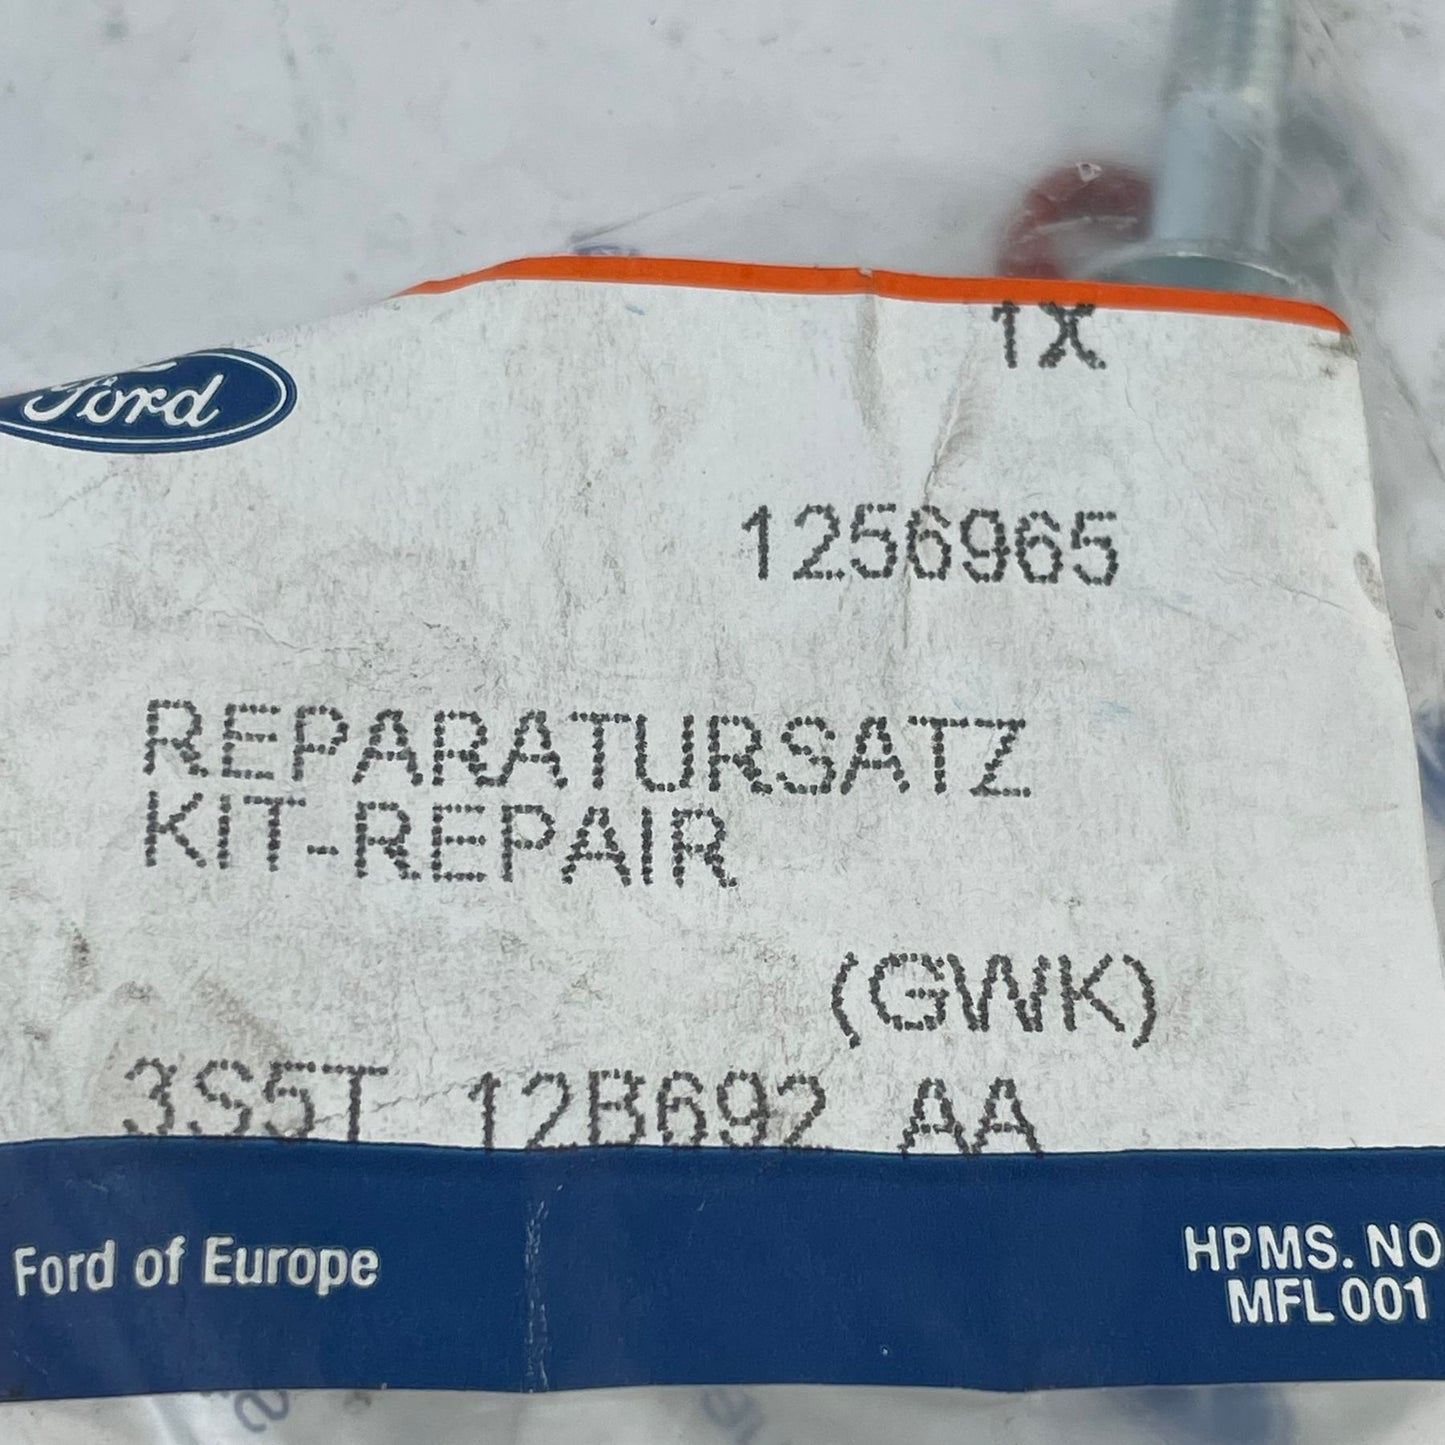 1X
Ford
1256965
REPARATURSATZ
KIT-REPAIR
(GWK)
3S5T 12B692 AA
Ford of Europe
HPMS. NO.
MFL 001